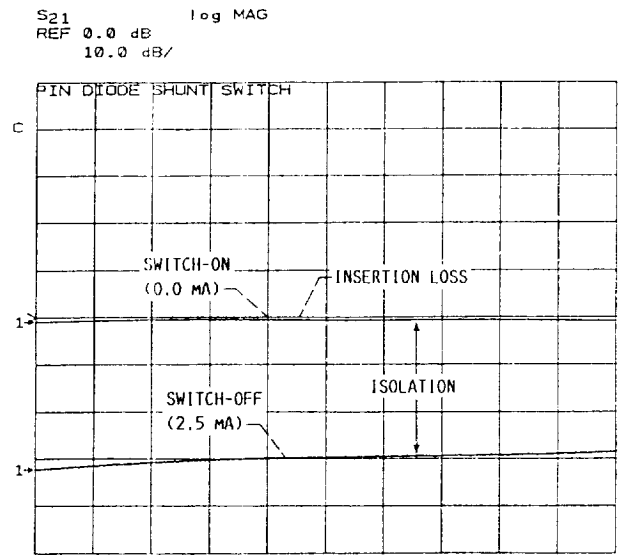 S21 log MAG
REF 0.0 dB
10.0 dB/
PIN DIODE SHUNT SWITCH
C
SWITCH-ON
(0.0 MA)
INSERTION LOSS
1
ISOLATION
SWITCH-OFF
(2.5 MA)
1